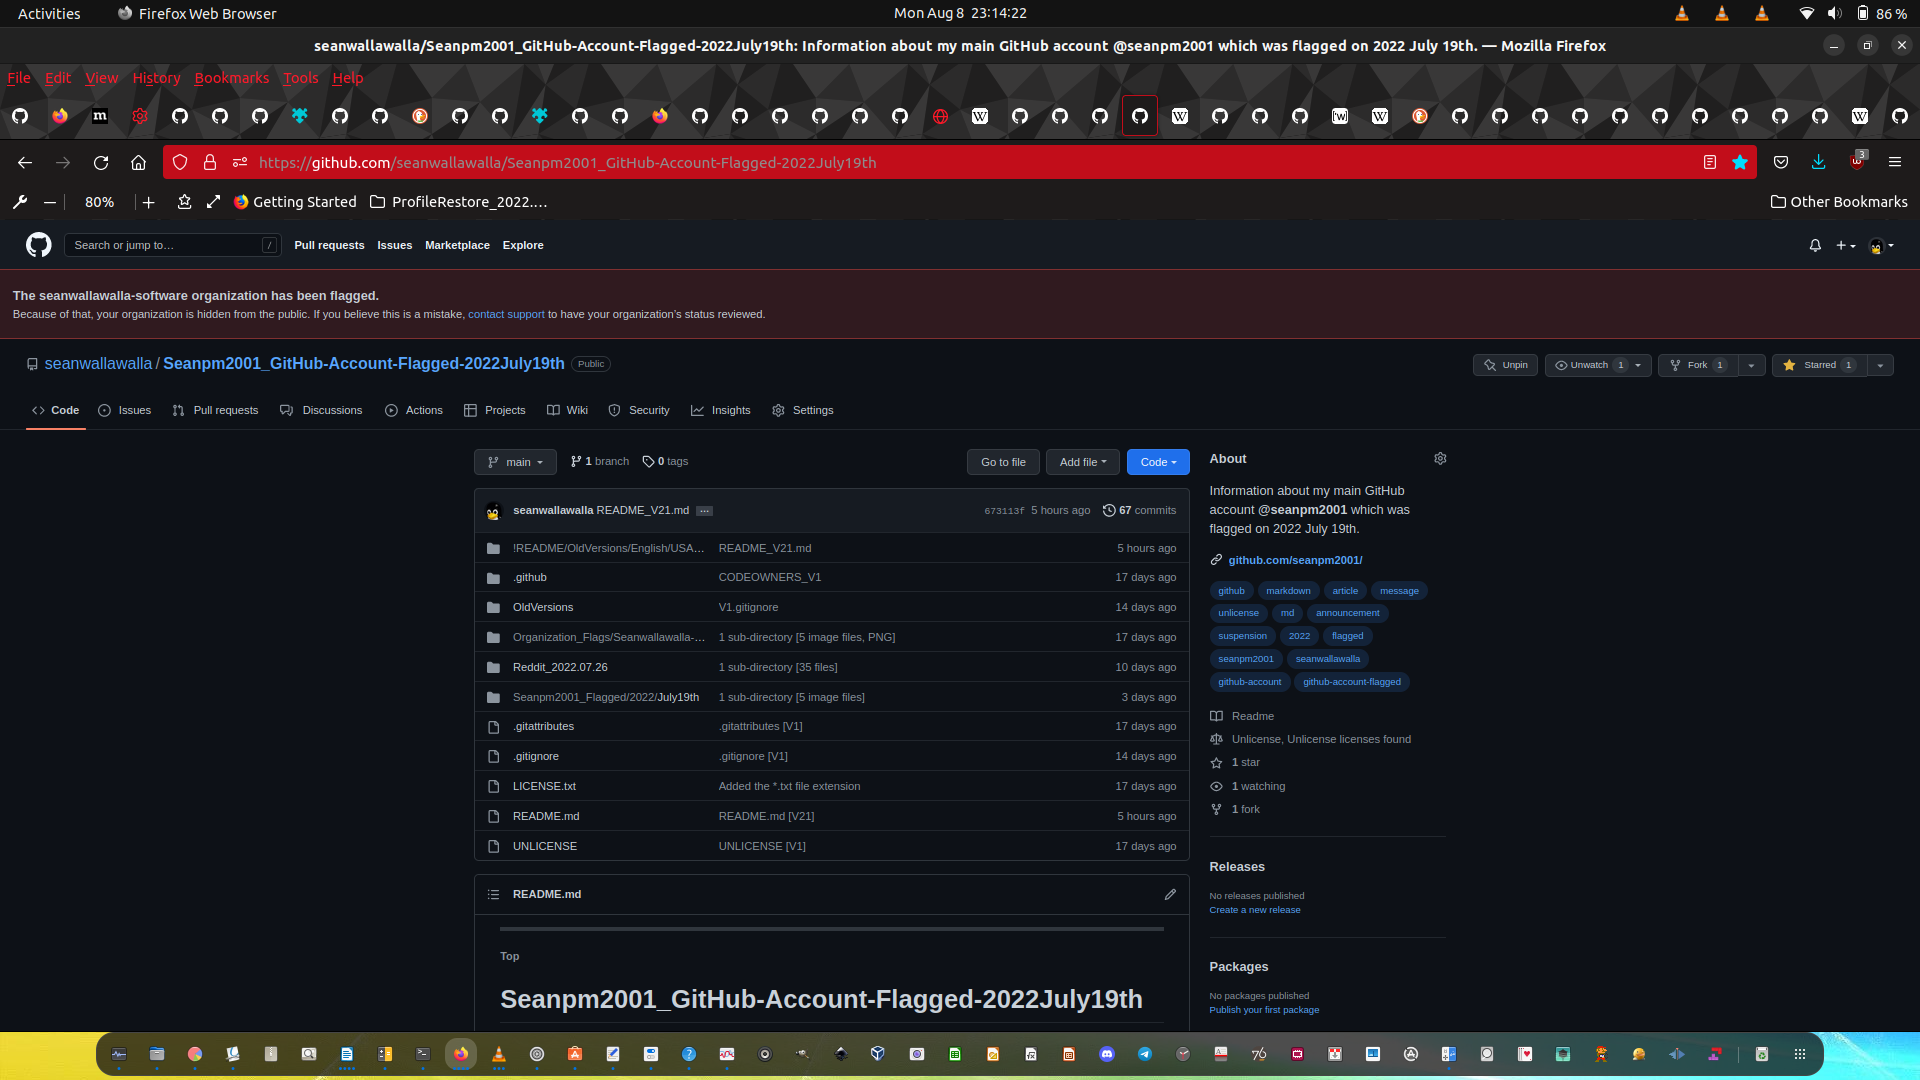 Activities Firefox Web Browser Mon Aug 8 23:14:22 86 %
seanwallawalla/Seanpm2001_GitHub-Account-Flagged-2022July19th: Information about my main GitHub account @seanpm2001 which was flagged on 2022 July 19th. — Mozilla Firefox
File Edit View History Bookmarks Tools Help
https://github.com/seanwallawalla/Seanpm2001_GitHub-Account-Flagged-2022July19th 3
80% Getting Started ProfileRestore_2022.... Other Bookmarks
Search or jump to... / Pull requests Issues Marketplace Explore
The seanwallawalla-software organization has been flagged.
Because of that, your organization is hidden from the public. If you believe this is a mistake, contact support to have your organization's status reviewed.
seanwallawalla / Seanpm2001_GitHub-Account-Flagged-2022July19th Public Unpin Unwatch 1 Fork 1 Starred 1
Code Issues Pull requests Discussions Actions Projects Wiki Security Insights Settings
main 1 branch 0 tags Go to file Add file Code
seanwallawalla README_V21.md ... 673113f 5 hours ago 67 commits
!README/OldVersions/English/USA... README_V21.md 5 hours ago
.github CODEOWNERS_V1 17 days ago
OldVersions V1.gitignore 14 days ago
Organization_Flags/Seanwallawalla-... 1 sub-directory [5 image files, PNG] 17 days ago
Reddit_2022.07.26 1 sub-directory [35 files] 10 days ago
Seanpm2001_Flagged/2022/July19th 1 sub-directory [5 image files] 3 days ago
.gitattributes .gitattributes [V1] 17 days ago
.gitignore .gitignore [V1] 14 days ago
LICENSE.txt Added the *.txt file extension 17 days ago
README.md README.md [V21] 5 hours ago
UNLICENSE UNLICENSE [V1] 17 days ago
README.md
Top
Seanpm2001_GitHub-Account-Flagged-2022July19th
About
Information about my main GitHub
account @seanpm2001 which was
flagged on 2022 July 19th.
github.com/seanpm2001/
github markdown article message
unlicense md announcement
suspension 2022 flagged
seanpm2001 seanwallawalla
github-account github-account-flagged
Readme
Unlicense, Unlicense licenses found
1 star
1 watching
1 fork
Releases
No releases published
Create a new release
Packages
No packages published
Publish your first package